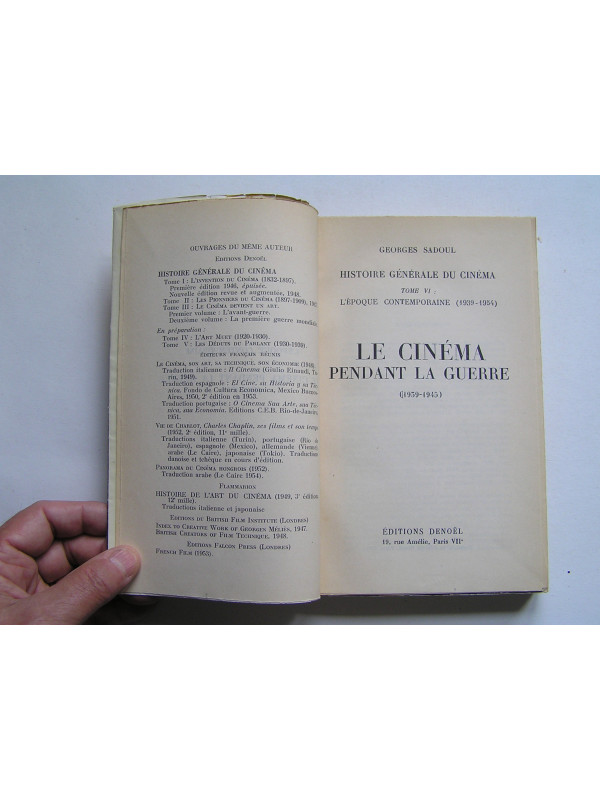 OUVRAGES DU MÊME AUTEUR
Editions Denoël
HISTOIRE GÉNÉRALE DU CINÉMA
Tome I : L'Invention du Cinéma (1832-1897).
Première édition 1946, épuisée.
Nouvelle édition revue et augmentée, 1948.
Tome II : Les Pionniers du Cinéma (1897-1909),
Tome III : Le Cinéma devient un art.
Premier volume : L'avant-guerre.
Deuxième volume : La première guerre mondiale
En préparation :
Tome IV : L'Art Muet (1920-1930).
Tome V : Les Débuts du Parlant (1930-1939).
Éditeurs Français Réunis
Le Cinéma, son art, sa technique, son économie
Traduction italienne : Il Cinema (Giulio Einaudi, Tu-
rin, 1949).
Traduction espagnole : El Cine, su Historia y su Téc-
nica. Fondo de Cultura Economica, Mexico Buenos-
Aires, 1950, 2e édition en 1953.
Traduction portugaise : O Cinema Sua Arte, sua Téc-
nica, sua Economia. Editions C.E.B. Rio-de-Janeiro,
1951.
Vie de Charlot, Charles Chaplin, ses films et son temps
(1952, 2e édition, 11e mille).
Traductions italienne (Turin), portugaise (Rio de
Janeiro), espagnole (Mexico), allemande (Vienne),
arabe (Le Caire), japonaise (Tokio). Traduction
danoise et tchèque en cours d'édition.
Panorama du Cinéma hongrois (1952).
Traduction arabe (Le Caire 1954).
Flammarion
HISTOIRE DE L'ART DU CINÉMA (1949, 3e édition
12e mille).
Traductions italienne et japonaise
Editions du British Film Institute (Londres)
Index to Creative Work of Georges Méliès, 1947.
British Creators of Film Technique, 1948.
Editions Falcon Press (Londres)
French Film (1953).
GEORGES SADOUL
HISTOIRE GÉNÉRALE DU CINÉMA
TOME VI :
L'ÉPOQUE CONTEMPORAINE (1939-1954)
LE CINÉMA
PENDANT LA GUERRE
(1939-1945)
ÉDITIONS DENOËL
19, rue Amélie, Paris VIIe